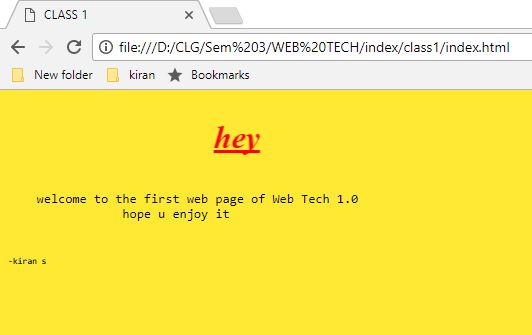 CLASS 1
file:///D:/CLG/Sem%203/WEB%20TECH/index/class1/index.html
New folder kiran Bookmarks
hey
welcome to the first web page of Web Tech 1.0
hope u enjoy it
-kiran s